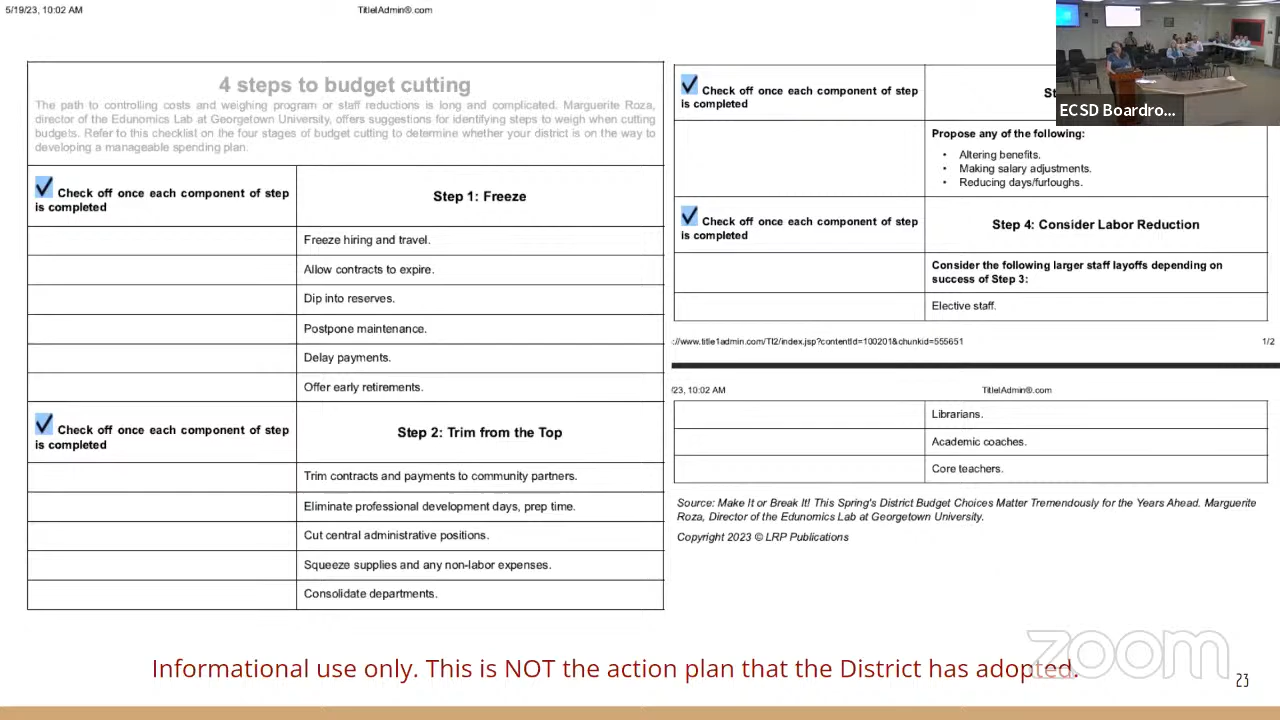 5/19/23, 10:02 AM
TitleIAdmin®.com
4 steps to budget cutting
The path to controlling costs and weighing program or staff reductions is long and complicated. Marguerite Roza,
director of the Edunomics Lab at Georgetown University, offers suggestions for identifying steps to weigh when cutting
budgets. Refer to this checklist on the four stages of budget cutting to determine whether your district is on the way to
developing a manageable spending plan.
Check off once each component of step
is completed
Step 1: Freeze
Freeze hiring and travel.
Allow contracts to expire.
Dip into reserves.
Postpone maintenance.
Delay payments.
Offer early retirements.
Check off once each component of step
is completed
Step 2: Trim from the Top
Trim contracts and payments to community partners.
Eliminate professional development days, prep time.
Cut central administrative positions.
Squeeze supplies and any non-labor expenses.
Consolidate departments.
Check off once each component of step
is completed
St
Propose any of the following:
• Altering benefits.
• Making salary adjustments.
• Reducing days/furloughs.
Check off once each component of step
is completed
Step 4: Consider Labor Reduction
Consider the following larger staff layoffs depending on
success of Step 3:
Elective staff.
://www.title1admin.com/TI2/index.jsp?contentId=100201&chunkid=555651
1/2
/23, 10:02 AM
TitleIAdmin®.com
Librarians.
Academic coaches.
Core teachers.
Source: Make It or Break It! This Spring's District Budget Choices Matter Tremendously for the Years Ahead. Marguerite
Roza, Director of the Edunomics Lab at Georgetown University.
Copyright 2023 © LRP Publications
Informational use only. This is NOT the action plan that the District has adopted.
23
ECSD Boardro...
zoom